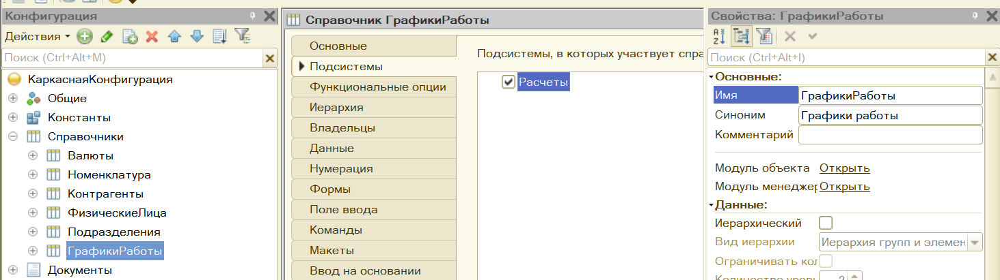 Конфигурация
Действия
Поиск (Ctrl+Alt+M)
КаркаснаяКонфигурация
Общие
Константы
Справочники
Валюты
Номенклатура
Контрагенты
ФизическиеЛица
Подразделения
ГрафикиРаботы
Документы
Справочник ГрафикиРаботы
Основные
Подсистемы
Функциональные опции
Иерархия
Владельцы
Данные
Нумерация
Формы
Поле ввода
Команды
Макеты
Ввод на основании
Подсистемы, в которых участвует спра
Расчеты
Свойства: ГрафикиРаботы
Поиск (Ctrl+Alt+I)
Основные:
Имя ГрафикиРаботы
Синоним Графики работы
Комментарий
Модуль объекта Открыть
Модуль менеджер Открыть
Данные:
Иерархический
Вид иерархии Иерархия групп и элемен
Ограничивать кол
Количество уровн 2